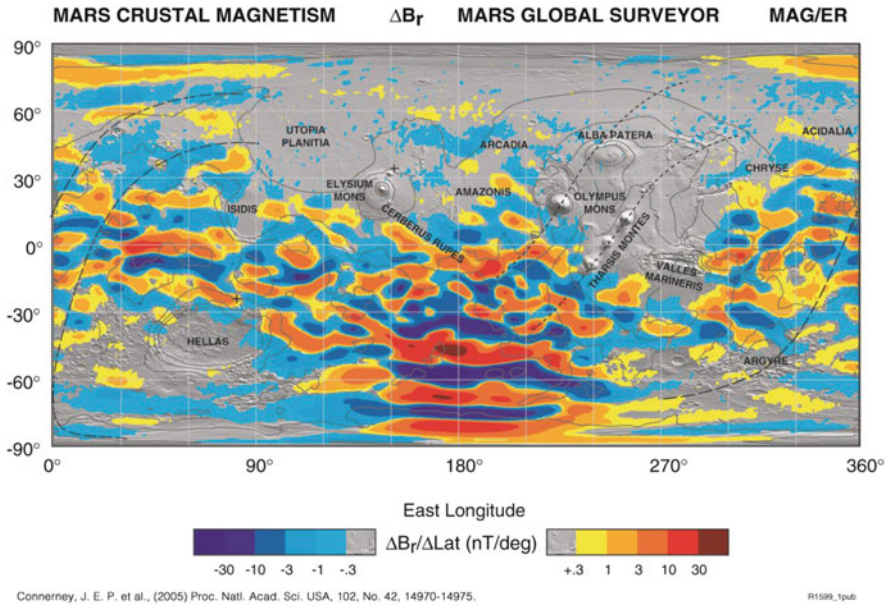 MARS CRUSTAL MAGNETISM ΔBr MARS GLOBAL SURVEYOR MAG/ER
90°
60°
30°
0°
-30°
-60°
-90°
UTOPIA
PLANITIA
ARCADIA
ALBA PATERA
ACIDALIA
CHRYSE
ELYSIUM
MONS
AMAZONIS
OLYMPUS
MONS
ISIDIS
CERBERUS RUPES
THARSIS MONTES
VALLES
MARINERIS
HELLAS
ARGYRE
0° 90° 180° 270° 360°
East Longitude
ΔBr/ΔLat (nT/deg)
-30 -10 -3 -1 -.3 +.3 1 3 10 30
Connerney, J. E. P. et al., (2005) Proc. Natl. Acad. Sci. USA, 102, No. 42, 14970-14975.
R1599_1pub